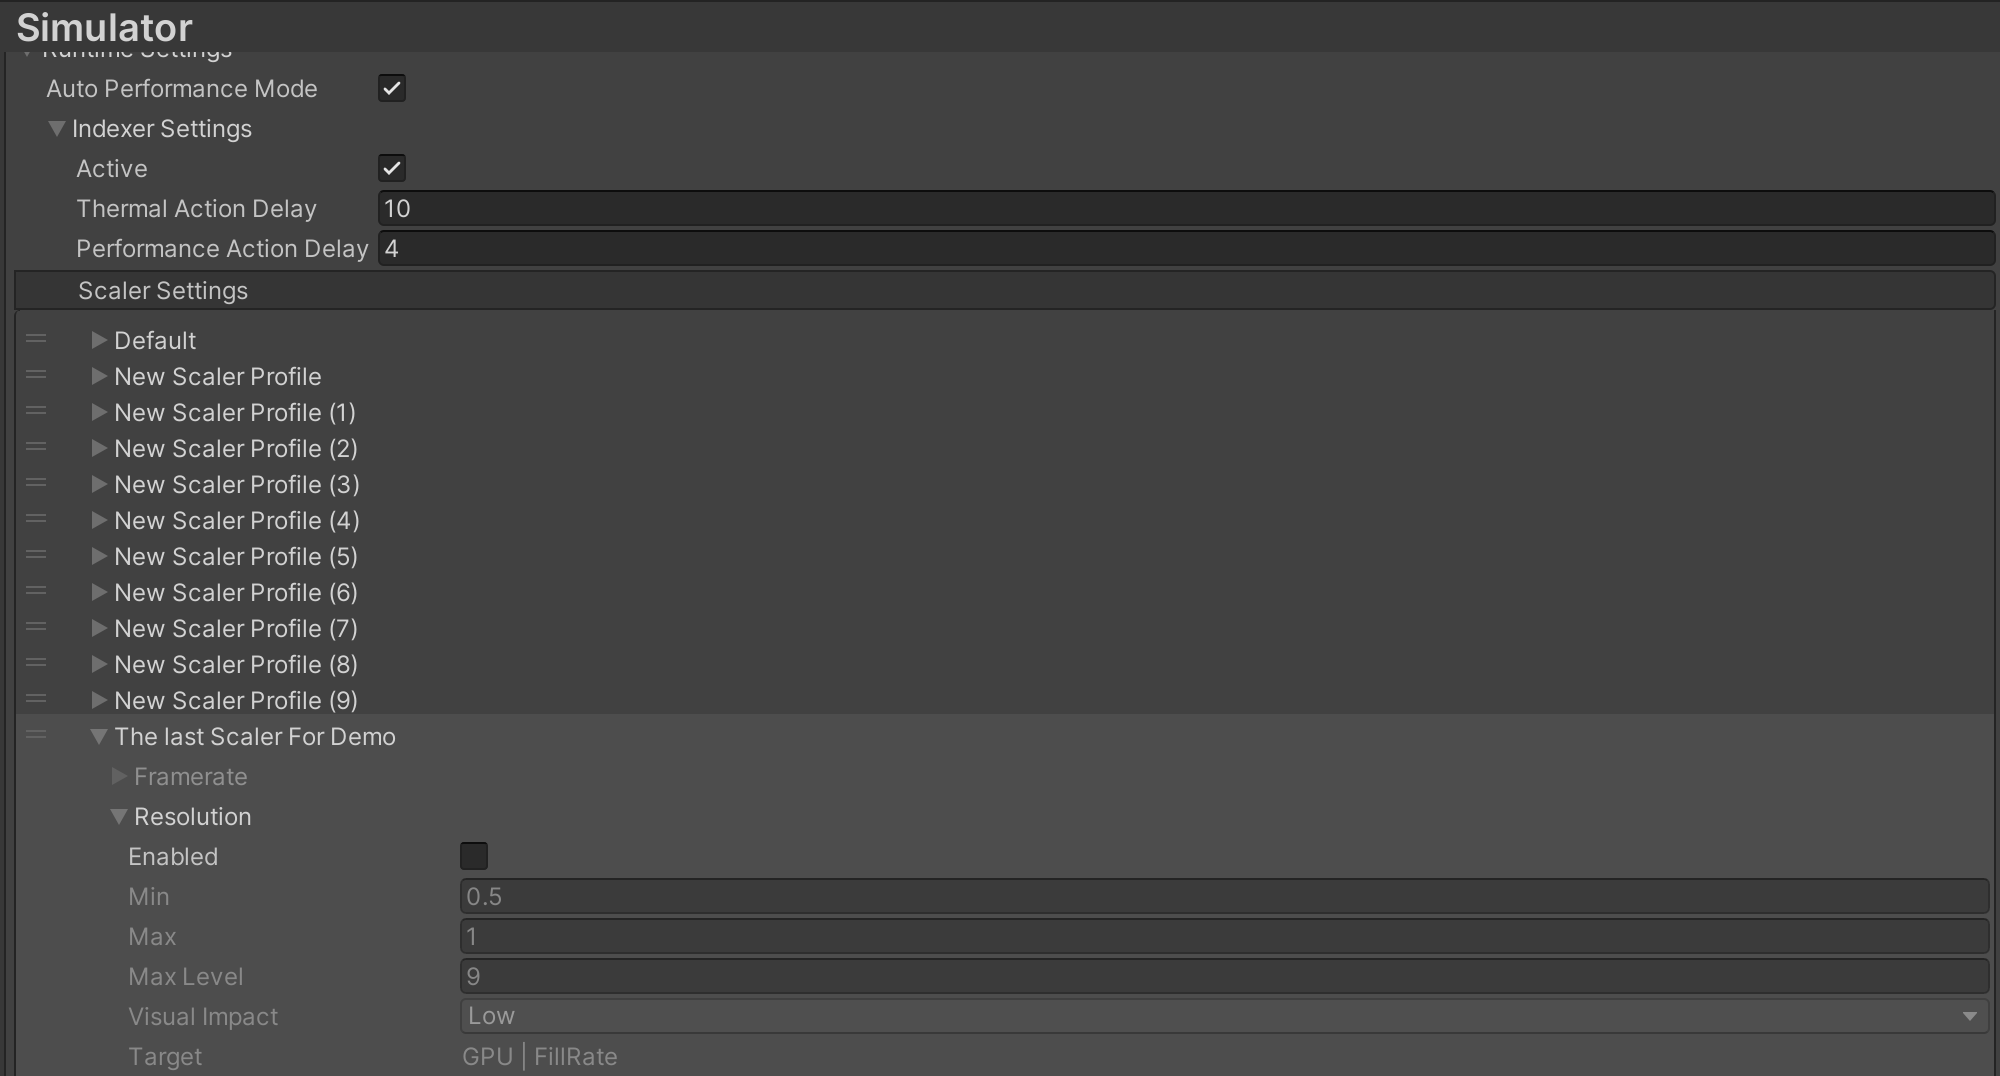 Simulator
Runtime Settings
Auto Performance Mode
Indexer Settings
Active
Thermal Action Delay 10
Performance Action Delay 4
Scaler Settings
Default
New Scaler Profile
New Scaler Profile (1)
New Scaler Profile (2)
New Scaler Profile (3)
New Scaler Profile (4)
New Scaler Profile (5)
New Scaler Profile (6)
New Scaler Profile (7)
New Scaler Profile (8)
New Scaler Profile (9)
The last Scaler For Demo
Framerate
Resolution
Enabled
Min 0.5
Max 1
Max Level 9
Visual Impact Low
Target GPU | FillRate